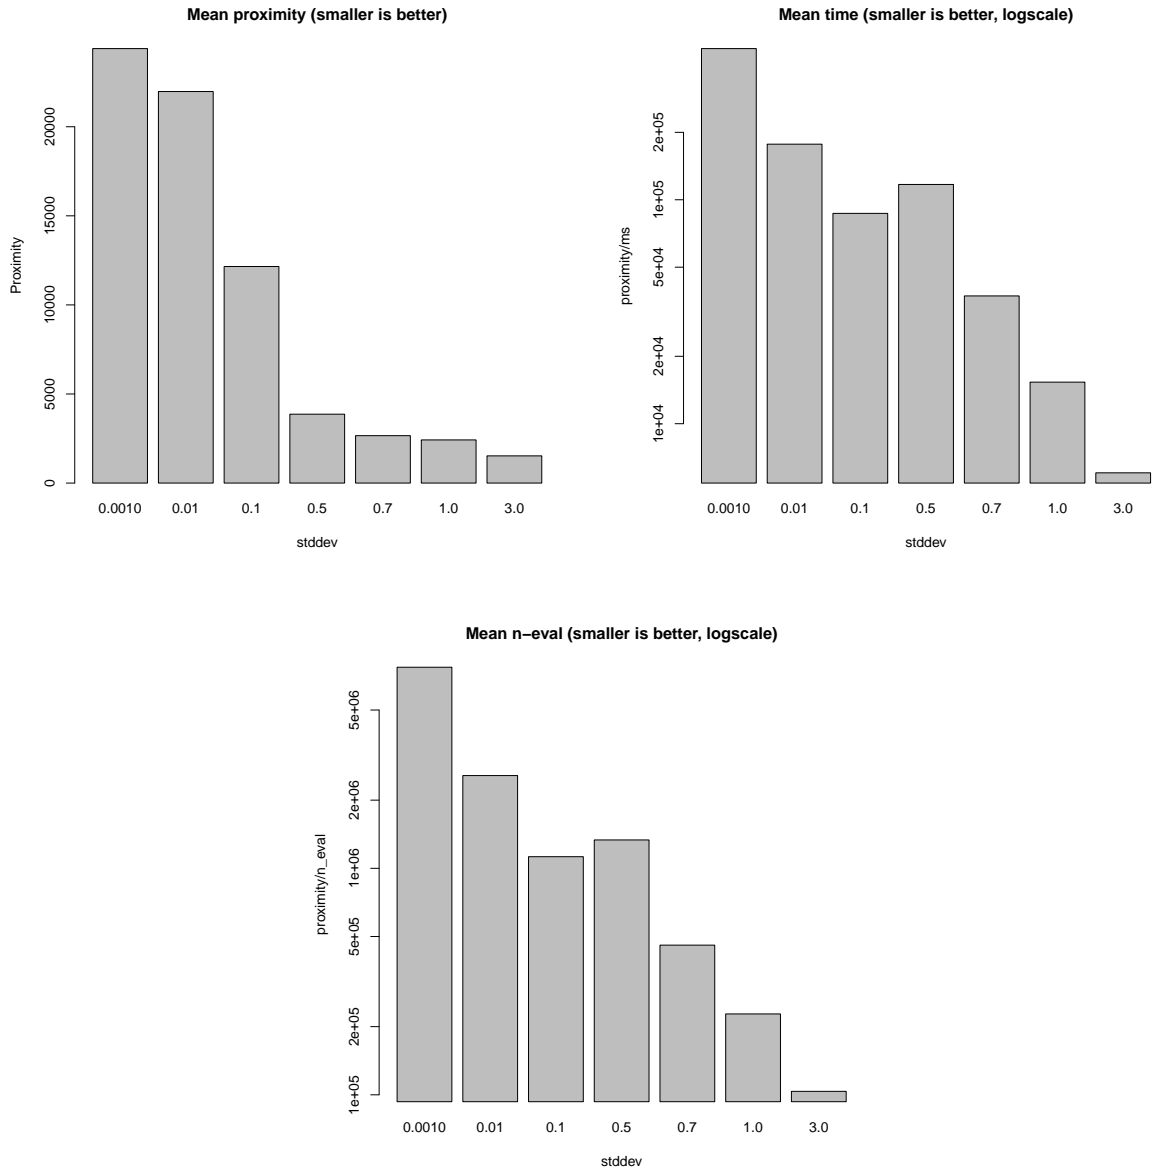 Mean proximity (smaller is better)
Proximity
20000
15000
10000
5000
0
0.0010 0.01 0.1 0.5 0.7 1.0 3.0
stddev
Mean time (smaller is better, logscale)
proximity/ms
2e+05
1e+05
5e+04
2e+04
1e+04
0.0010 0.01 0.1 0.5 0.7 1.0 3.0
stddev
Mean n−eval (smaller is better, logscale)
proximity/n_eval
5e+06
2e+06
1e+06
5e+05
2e+05
1e+05
0.0010 0.01 0.1 0.5 0.7 1.0 3.0
stddev